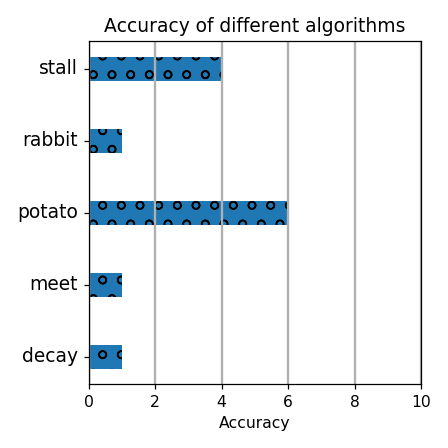 Accuracy of different algorithms
stall
rabbit
potato
meet
decay
0 2 4 6 8 10
Accuracy